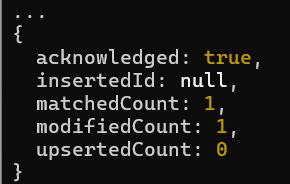 ...
{
  acknowledged: true,
  insertedId: null,
  matchedCount: 1,
  modifiedCount: 1,
  upsertedCount: 0
}